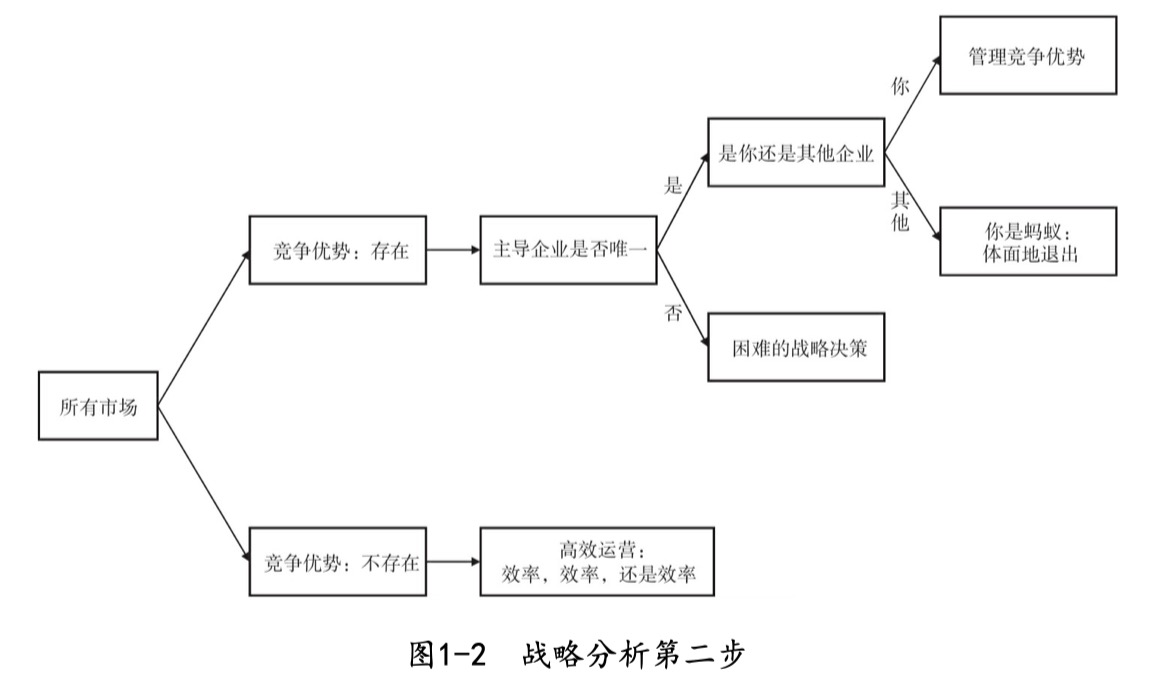 管理竞争优势
你
是你还是其他企业
是
其
他
你是蚂蚁：
体面地退出
竞争优势：存在
主导企业是否唯一
否
困难的战略决策
所有市场
竞争优势：不存在
高效运营：
效率，效率，还是效率
图1-2 战略分析第二步